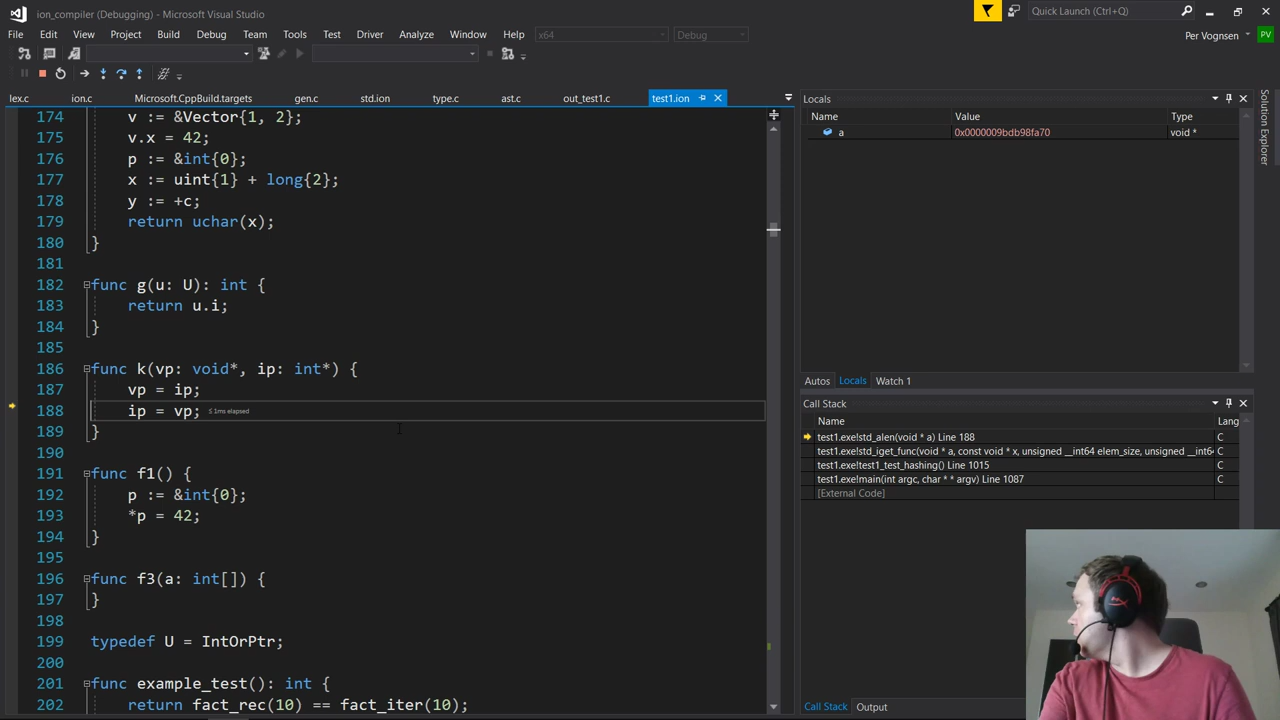 ion_compiler (Debugging) - Microsoft Visual Studio
Quick Launch (Ctrl+Q)
File Edit View Project Build Debug Team Tools Test Driver Analyze Window Help
x64 Debug
Per Vognsen PV
lex.c ion.c Microsoft.CppBuild.targets gen.c std.ion type.c ast.c out_test1.c test1.ion
174 v := &Vector{1, 2};
175 v.x = 42;
176 p := &int{0};
177 x := uint{1} + long{2};
178 y := +c;
179 return uchar(x);
180 }
181
182 func g(u: U): int {
183 return u.i;
184 }
185
186 func k(vp: void*, ip: int*) {
187 vp = ip;
188 ip = vp; ≤ 1ms elapsed
189 }
190
191 func f1() {
192 p := &int{0};
193 *p = 42;
194 }
195
196 func f3(a: int[]) {
197 }
198
199 typedef U = IntOrPtr;
200
201 func example_test(): int {
202 return fact_rec(10) == fact_iter(10);
Locals
Name Value Type
a 0x0000009bdb98fa70 void *
Autos Locals Watch 1
Call Stack
Name Lang
test1.exe!std_alen(void * a) Line 188 C
test1.exe!std_iget_func(void * a, const void * x, unsigned __int64 elem_size, unsigned __int64 C
test1.exe!test1_test_hashing() Line 1015 C
test1.exe!main(int argc, char * * argv) Line 1087 C
[External Code]
Call Stack Output
Solution Explorer